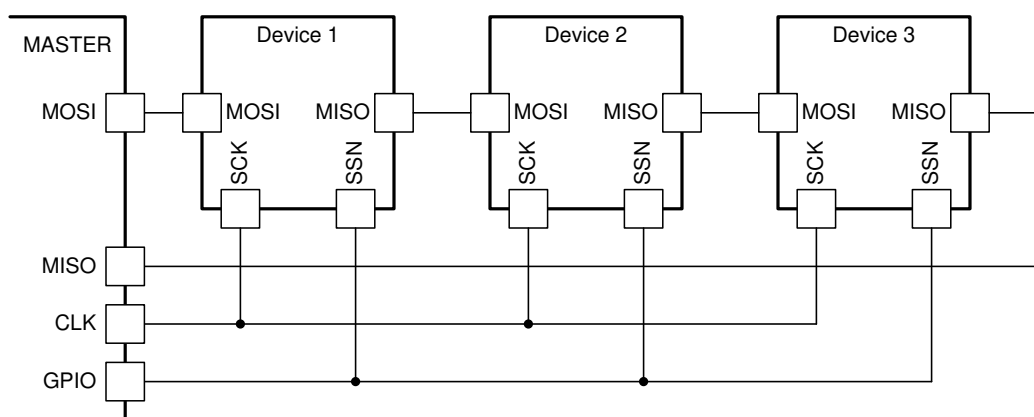 MASTER
Device 1
Device 2
Device 3
MOSI
MOSI
MISO
MOSI
MISO
MOSI
MISO
SCK
SSN
SCK
SSN
SCK
SSN
MISO
CLK
GPIO